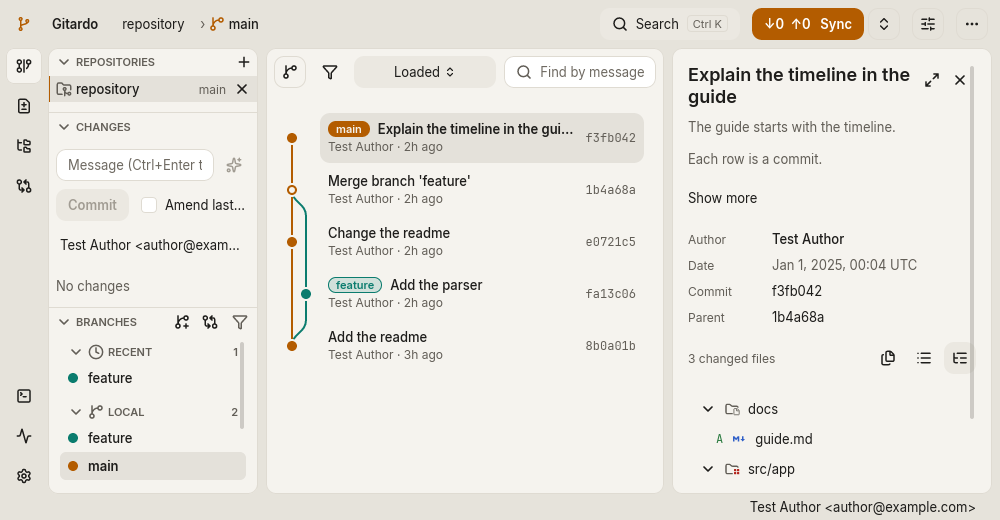 Gitardo repository › main Search Ctrl K ↓0 ↑0 Sync
REPOSITORIES
repository main
CHANGES
Message (Ctrl+Enter t
Commit Amend last...
Test Author <author@exam...
No changes
BRANCHES
RECENT 1
feature
LOCAL 2
feature
main
Loaded Find by message
main Explain the timeline in the gui... f3fb042
Test Author · 2h ago
Merge branch 'feature' 1b4a68a
Test Author · 2h ago
Change the readme e0721c5
Test Author · 2h ago
feature Add the parser fa13c06
Test Author · 2h ago
Add the readme 8b0a01b
Test Author · 3h ago
Explain the timeline in the
guide
The guide starts with the timeline.
Each row is a commit.
Show more
Author Test Author
Date Jan 1, 2025, 00:04 UTC
Commit f3fb042
Parent 1b4a68a
3 changed files
docs
A M↓ guide.md
src/app
Test Author <author@example.com>